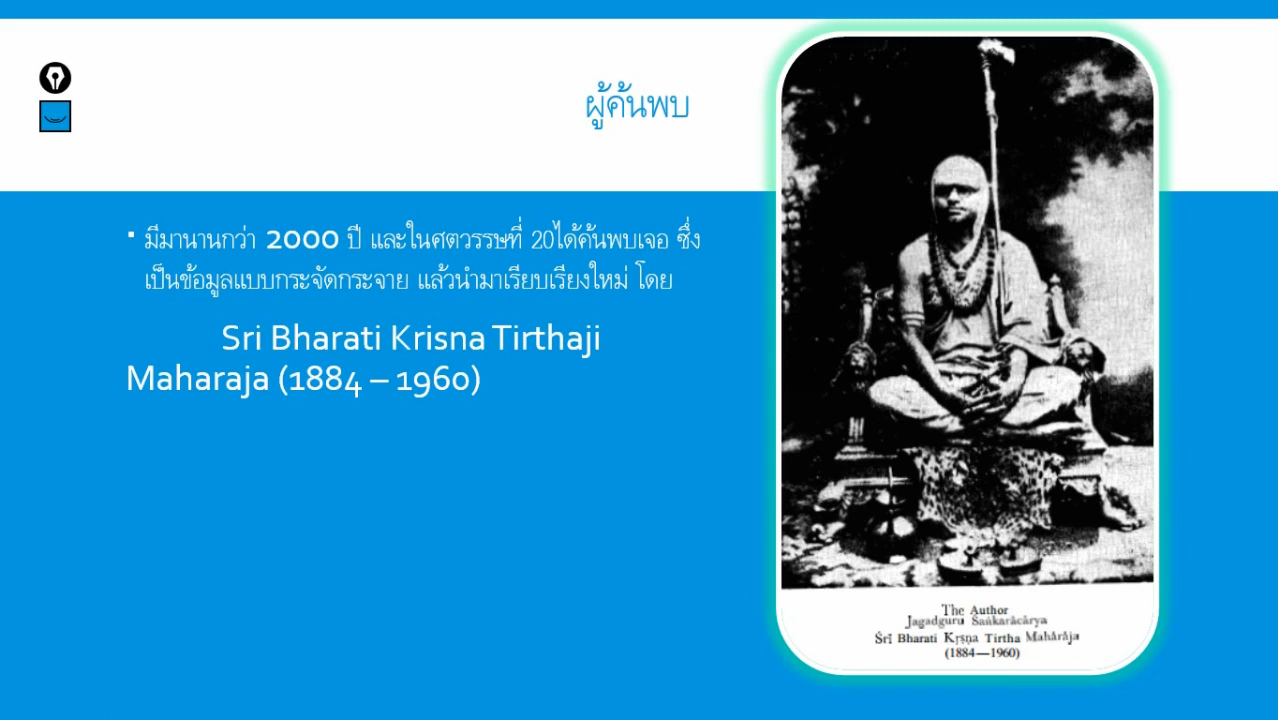 ผู้ค้นพบ
▪ มีมานานกว่า 2000 ปี และในศตวรรษที่ 20ได้ค้นพบเจอ ซึ่ง
เป็นข้อมูลแบบกระจัดกระจาย แล้วนำมาเรียบเรียงใหม่ โดย
Sri Bharati Krisna Tirthaji
Maharaja (1884 – 1960)
The Author
Jagadguru Śaṅkarācārya
Śrī Bharati Kṛṣṇa Tirtha Mahārāja
(1884—1960)